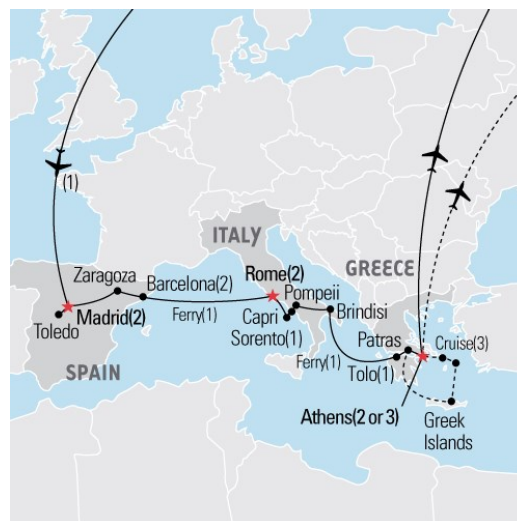 (1)
ITALY
Zaragoza
Barcelona(2)
Rome(2)
GREECE
Pompeii
Toledo
Madrid(2)
Ferry(1)
Capri
Sorento(1)
Brindisi
Patras
Cruise(3)
Ferry(1)
Tolo(1)
SPAIN
Athens(2 or 3)
Greek
Islands